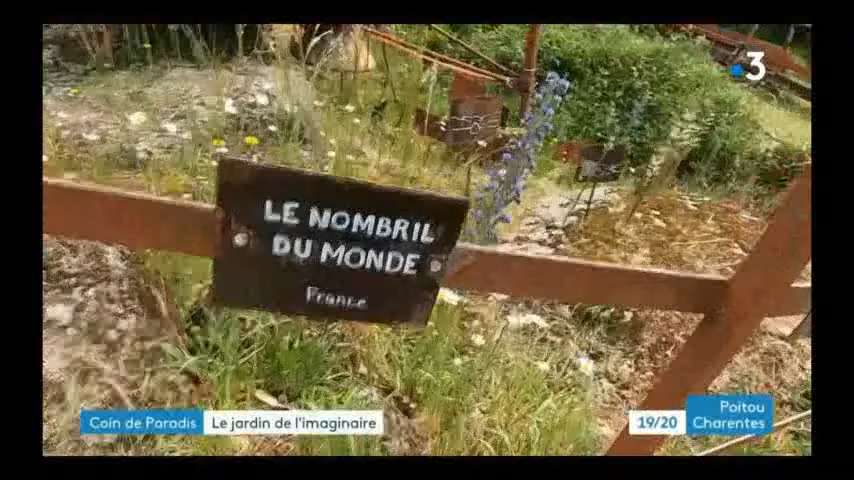 3
LE NOMBRIL
DU MONDE
France
Coin de Paradis Le jardin de l'imaginaire
19/20 Poitou
Charentes